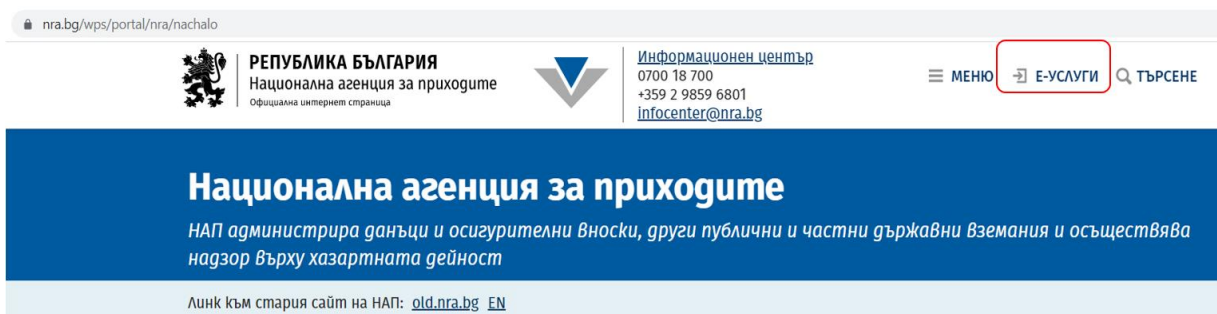 nra.bg/wps/portal/nra/nachalo
РЕПУБЛИКА БЪЛГАРИЯ
Национална агенция за приходите
Официална интернет страница
Информационен център
0700 18 700
+359 2 9859 6801
infocenter@nra.bg
МЕНЮ Е-УСЛУГИ ТЪРСЕНЕ
Национална агенция за приходите
НАП администрира данъци и осигурителни вноски, други публични и частни държавни вземания и осъществява
надзор върху хазартната дейност
Линк към стария сайт на НАП: old.nra.bg EN